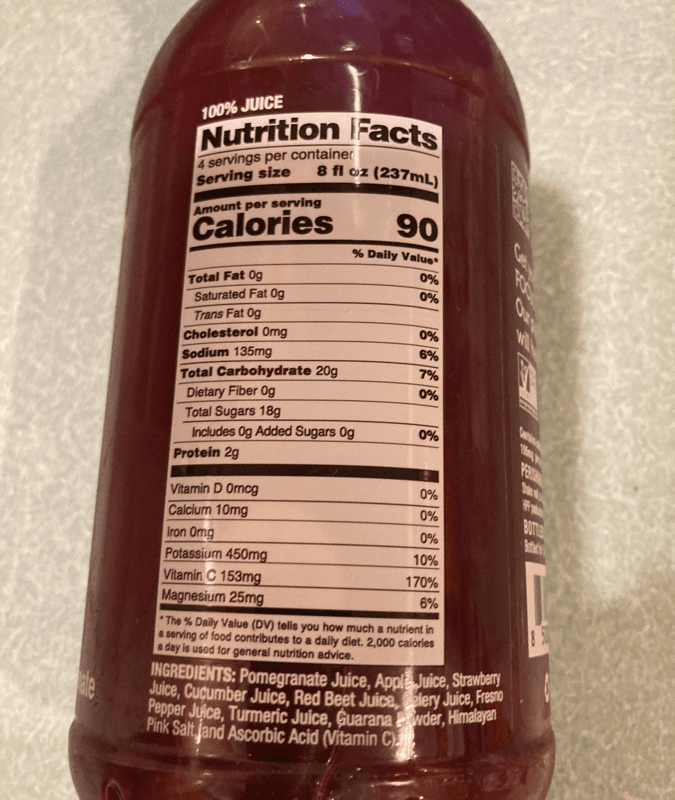 100% JUICE
Nutrition Facts
4 servings per container
Serving size 8 fl oz (237mL)
Amount per serving
Calories 90
% Daily Value*
Total Fat 0g 0%
Saturated Fat 0g 0%
Trans Fat 0g
Cholesterol 0mg 0%
Sodium 135mg 6%
Total Carbohydrate 20g 7%
Dietary Fiber 0g 0%
Total Sugars 18g
Includes 0g Added Sugars 0g 0%
Protein 2g
Vitamin D 0mcg 0%
Calcium 10mg 0%
Iron 0mg 0%
Potassium 450mg 10%
Vitamin C 153mg 170%
Magnesium 25mg 6%
* The % Daily Value (DV) tells you how much a nutrient in
a serving of food contributes to a daily diet. 2,000 calories
a day is used for general nutrition advice.
INGREDIENTS: Pomegranate Juice, Apple Juice, Strawberry
Juice, Cucumber Juice, Red Beet Juice, Celery Juice, Fresno
Pepper Juice, Turmeric Juice, Guarana Powder, Himalayan
Pink Salt, and Ascorbic Acid (Vitamin C).
Our
will
8